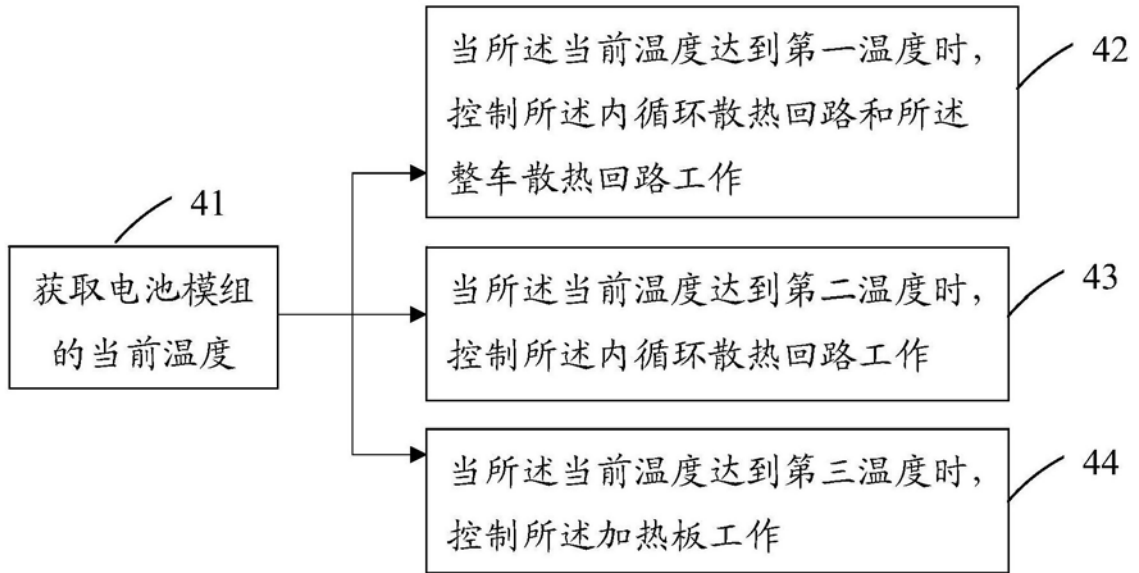 41
获取电池模组
的当前温度
当所述当前温度达到第一温度时，
控制所述内循环散热回路和所述
整车散热回路工作
42
当所述当前温度达到第二温度时，
控制所述内循环散热回路工作
43
当所述当前温度达到第三温度时，
控制所述加热板工作
44